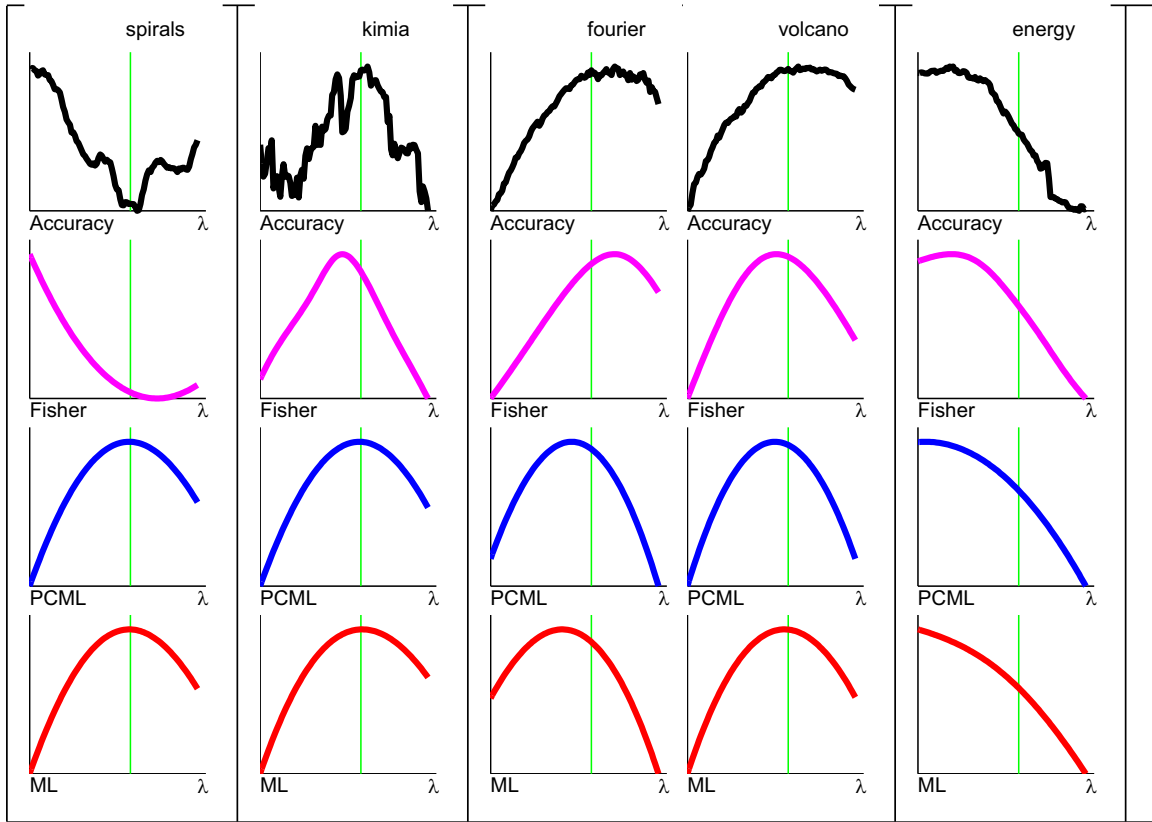 spirals kimia fourier volcano energy
Accuracy λ Accuracy λ Accuracy λ Accuracy λ Accuracy λ
Fisher λ Fisher λ Fisher λ Fisher λ Fisher λ
PCML λ PCML λ PCML λ PCML λ PCML λ
ML λ ML λ ML λ ML λ ML λ